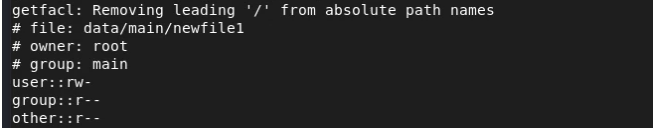 getfacl: Removing leading '/' from absolute path names
# file: data/main/newfile1
# owner: root
# group: main
user::rw-
group::r--
other::r--